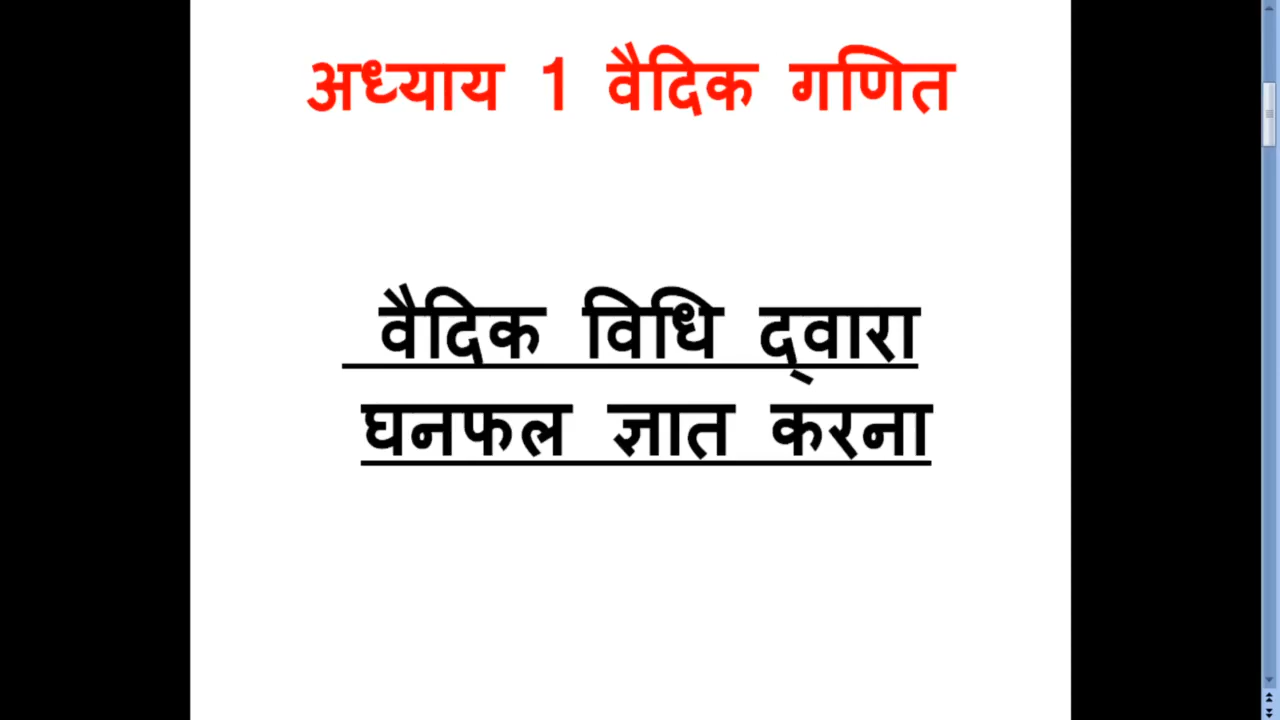 अध्याय 1 वैदिक गणित
वैदिक विधि द्‌वारा
घनफल ज्ञात करना